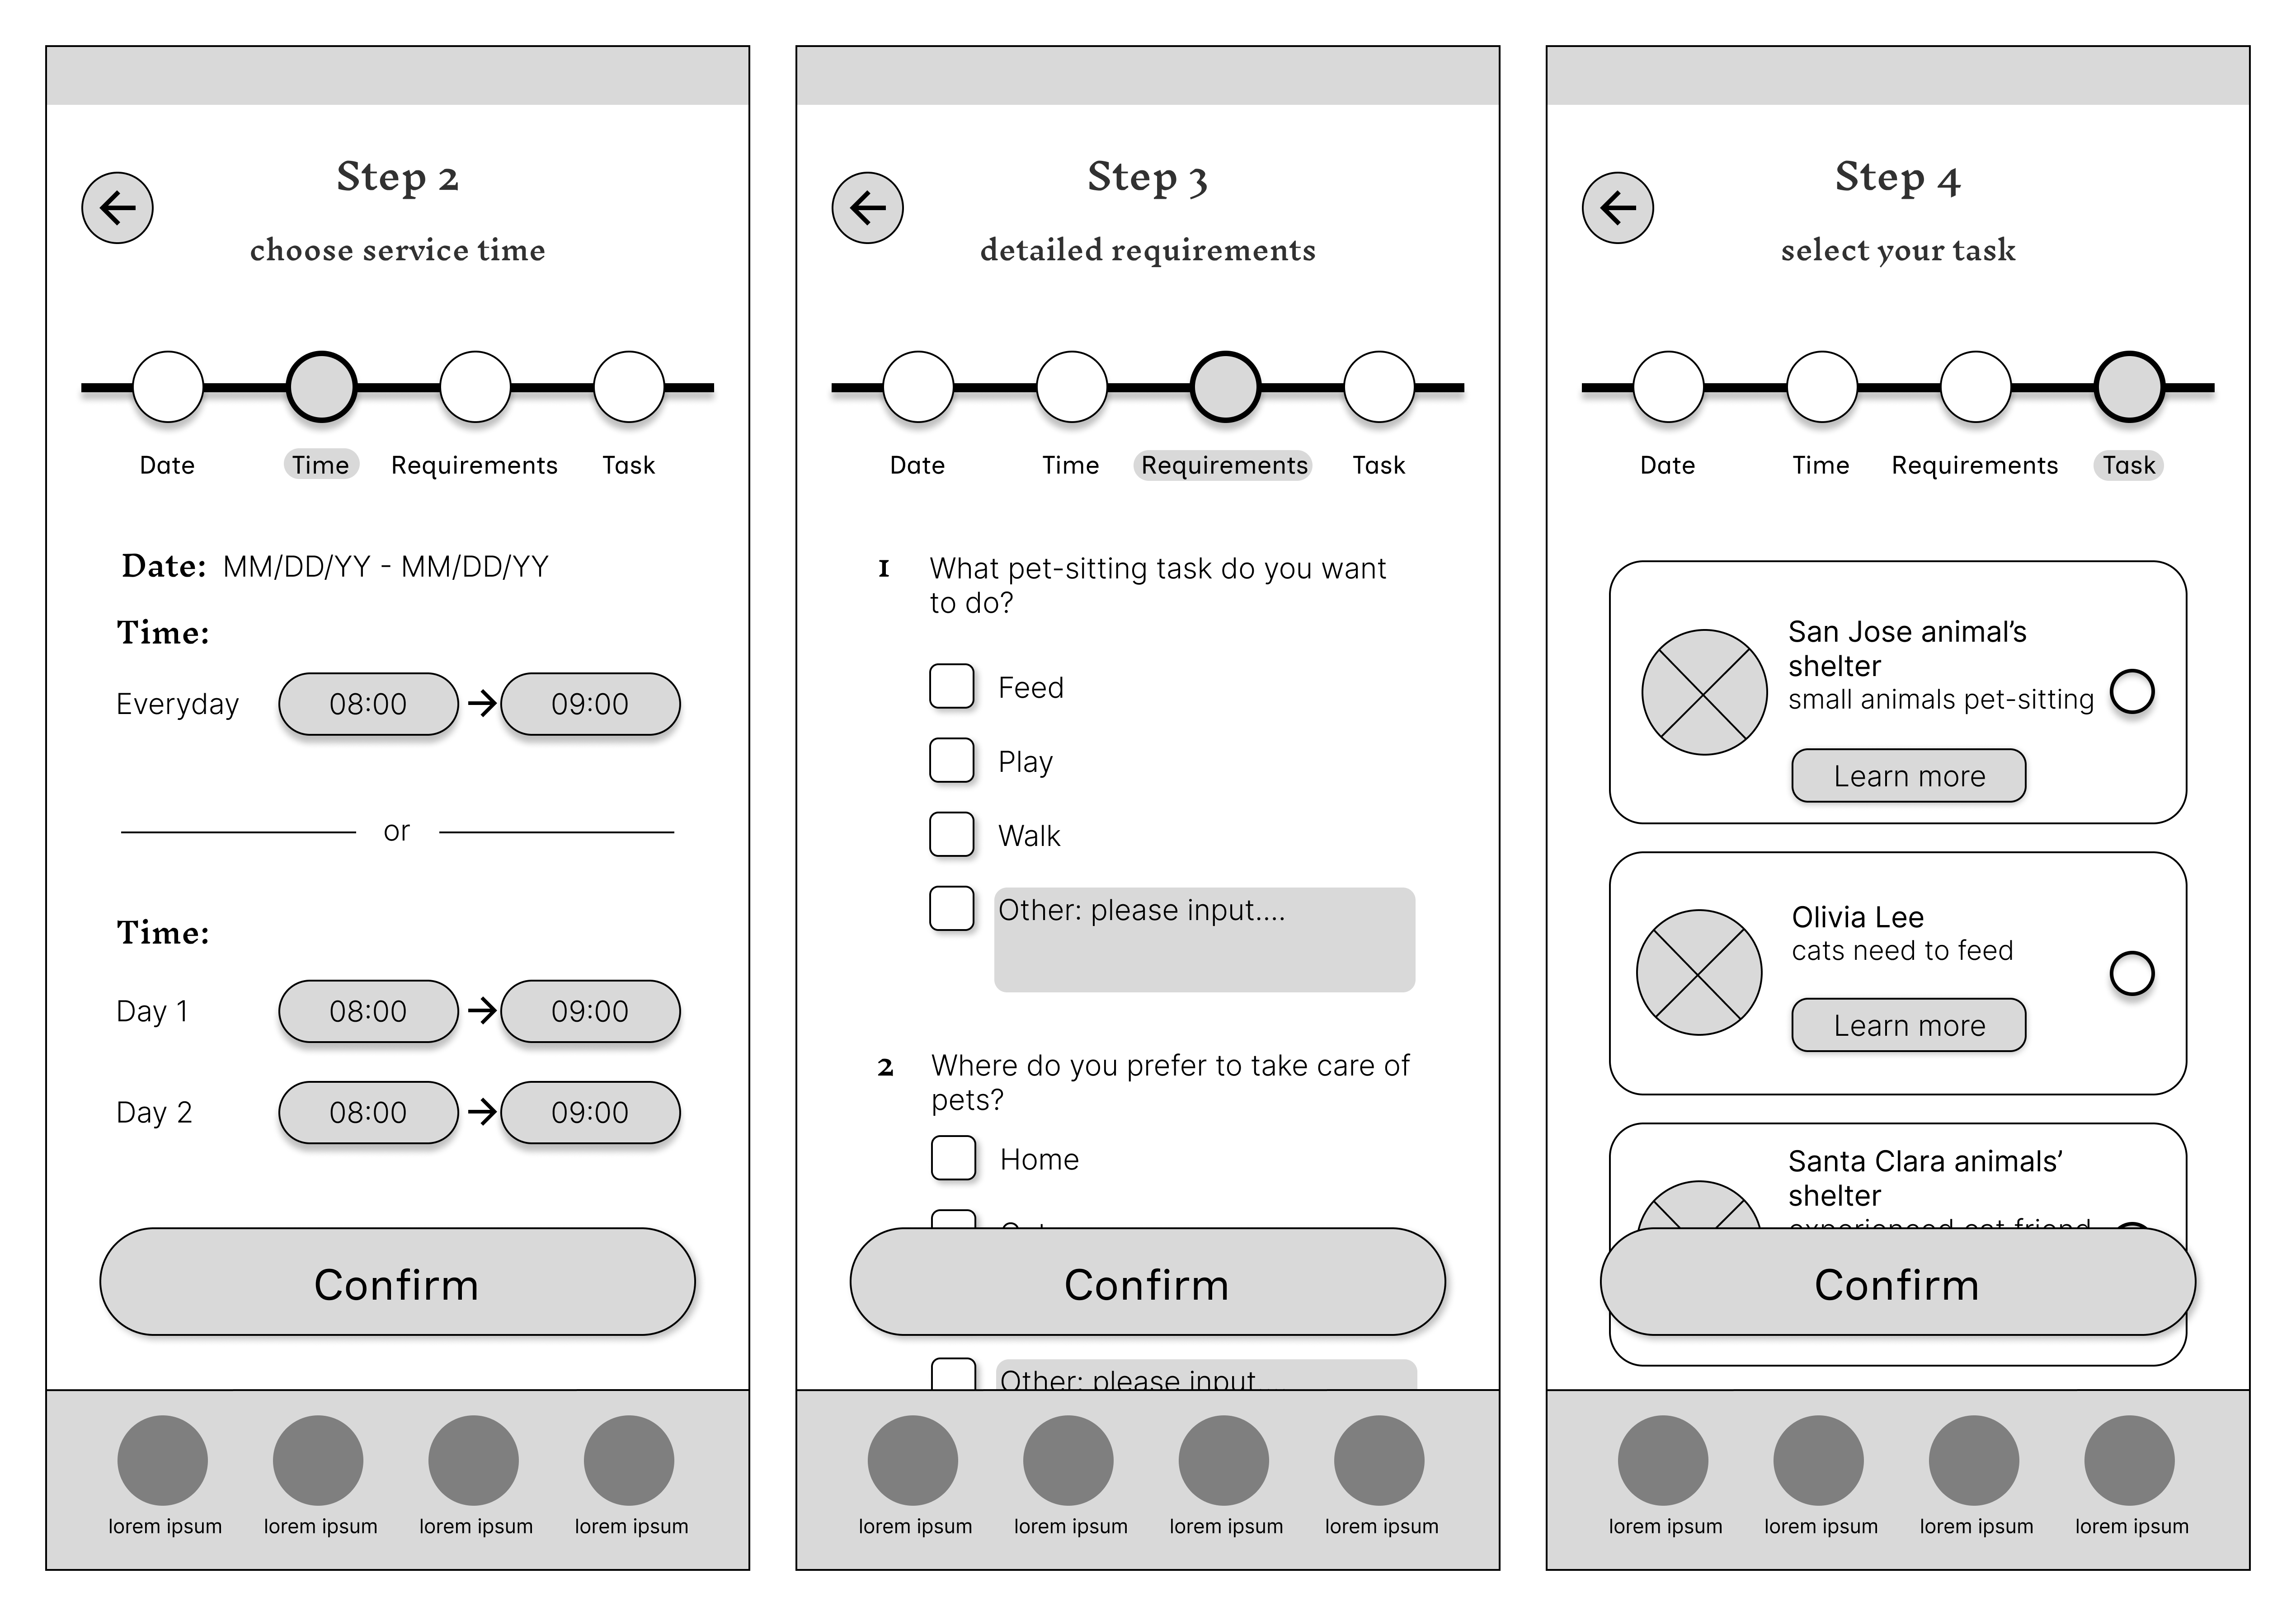 Step 2
choose service time
Date Time Requirements Task
Date: MM/DD/YY - MM/DD/YY
Time:
Everyday 08:00 → 09:00
or
Time:
Day 1 08:00 → 09:00
Day 2 08:00 → 09:00
Confirm
lorem ipsum lorem ipsum lorem ipsum lorem ipsum
Step 3
detailed requirements
Date Time Requirements Task
1 What pet-sitting task do you want
to do?
Feed
Play
Walk
Other: please input....
2 Where do you prefer to take care of
pets?
Home
Confirm
Other: please input
lorem ipsum lorem ipsum lorem ipsum lorem ipsum
Step 4
select your task
Date Time Requirements Task
San Jose animal's
shelter
small animals pet-sitting
Learn more
Olivia Lee
cats need to feed
Learn more
Santa Clara animals'
shelter
experienced cat friend
Confirm
lorem ipsum lorem ipsum lorem ipsum lorem ipsum